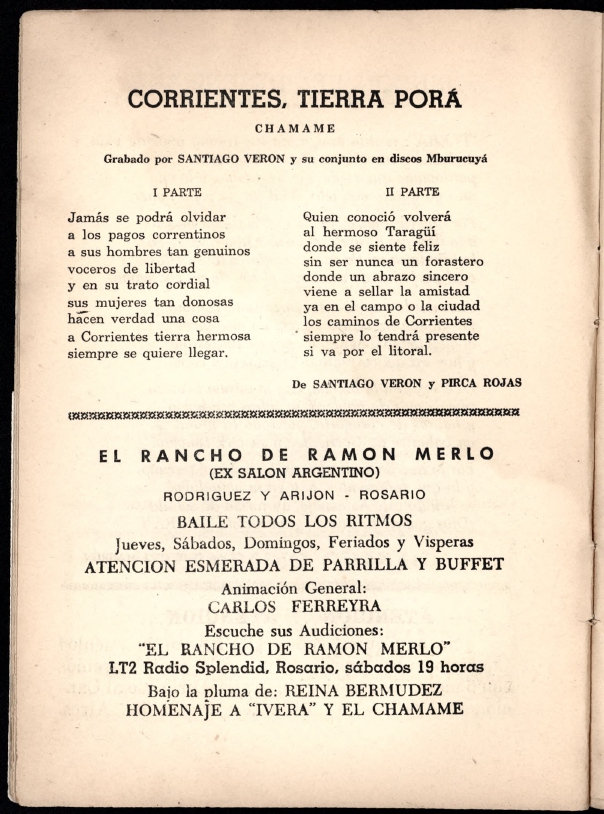 CORRIENTES, TIERRA PORÁ
CHAMAME
Grabado por SANTIAGO VERON y su conjunto en discos Mburucuyá
I PARTE
Jamás se podrá olvidar
a los pagos correntinos
a sus hombres tan genuinos
voceros de libertad
y en su trato cordial
sus mujeres tan donosas
hacen verdad una cosa
a Corrientes tierra hermosa
siempre se quiere llegar.
II PARTE
Quien conoció volverá
al hermoso Taragüí
donde se siente feliz
sin ser nunca un forastero
donde un abrazo sincero
viene a sellar la amistad
ya en el campo o la ciudad
los caminos de Corrientes
siempre lo tendrá presente
si va por el litoral.
De SANTIAGO VERON y PIRCA ROJAS
EL RANCHO DE RAMON MERLO
(EX SALON ARGENTINO)
RODRIGUEZ Y ARIJON - ROSARIO
BAILE TODOS LOS RITMOS
Jueves, Sábados, Domingos, Feriados y Visperas
ATENCION ESMERADA DE PARRILLA Y BUFFET
Animación General:
CARLOS FERREYRA
Escuche sus Audiciones:
"EL RANCHO DE RAMON MERLO"
LT2 Radio Splendid, Rosario, sábados 19 horas
Bajo la pluma de: REINA BERMUDEZ
HOMENAJE A "IVERA" Y EL CHAMAME